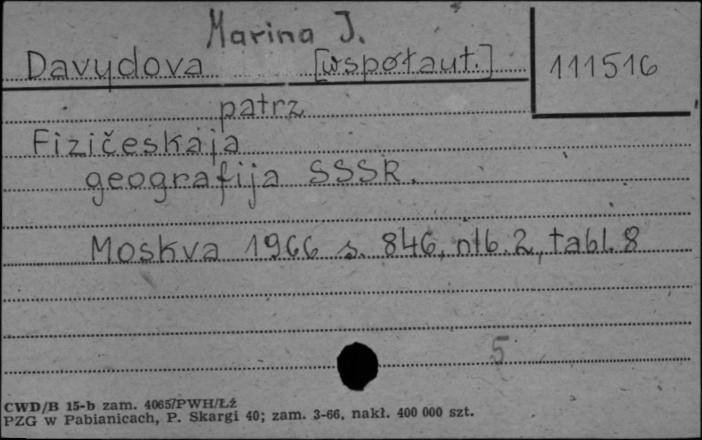 Marina J.
Davydova [współaut.] 111516
patrz
Fizičeskaja
geografija SSSR.
Moskva 1966 s. 846, nlb. 2, tabl. 8
5
CWD/B 15-b zam. 4065/PWH/Łź
PZG w Pabianicach, P. Skargi 40; zam. 3-66, nakł. 400 000 szt.